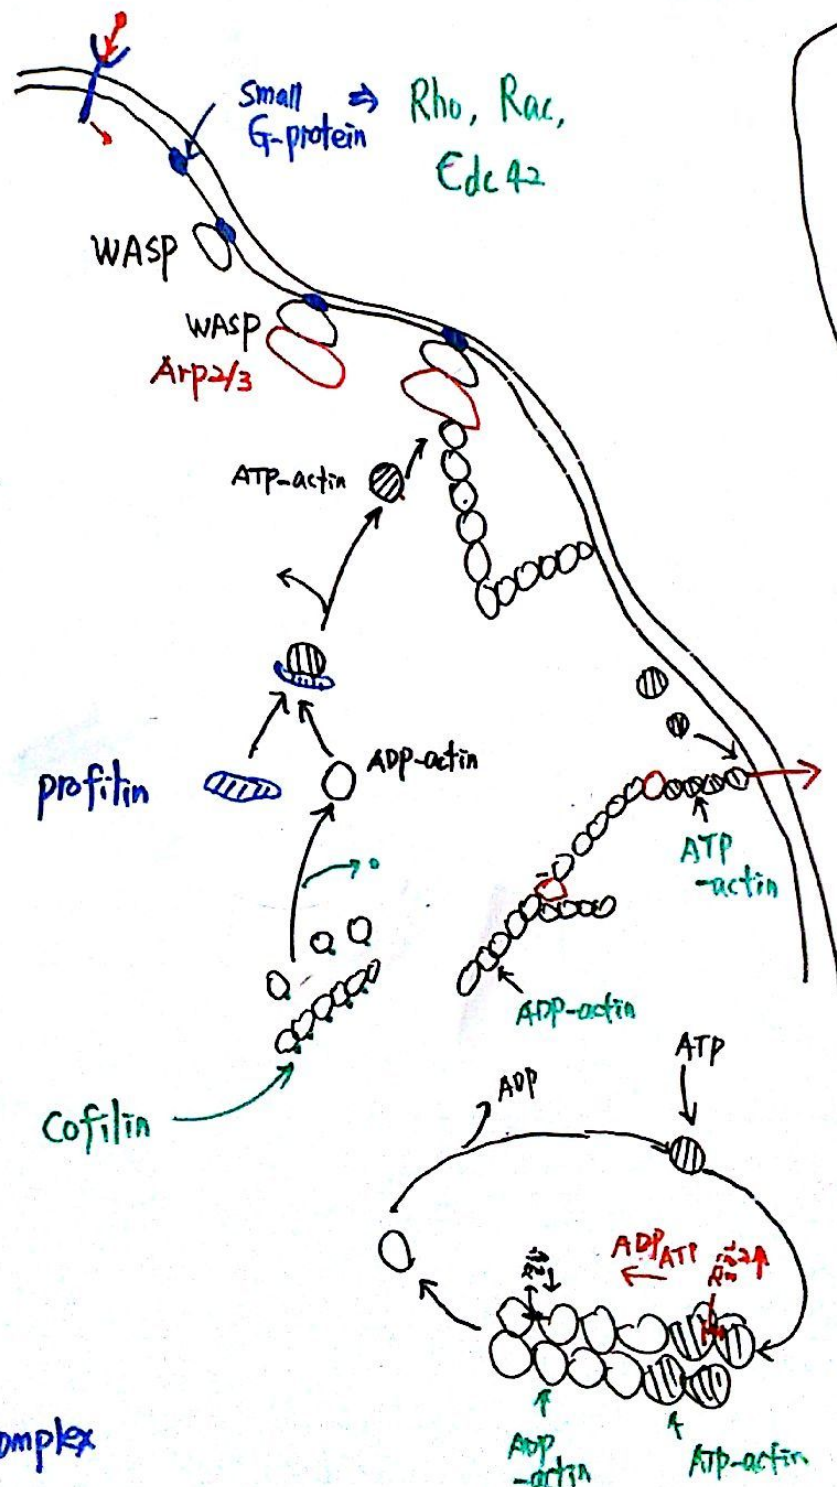 Small ⇒ Rho, Rac,
G-protein
Cdc42
WASP
WASP
Arp2/3
ATP-actin
profilin
ADP-actin
ATP
-actin
ADP-actin
Cofilin
ADP
ATP
ADP ATP
ADP
-actin
ATP-actin
omplex